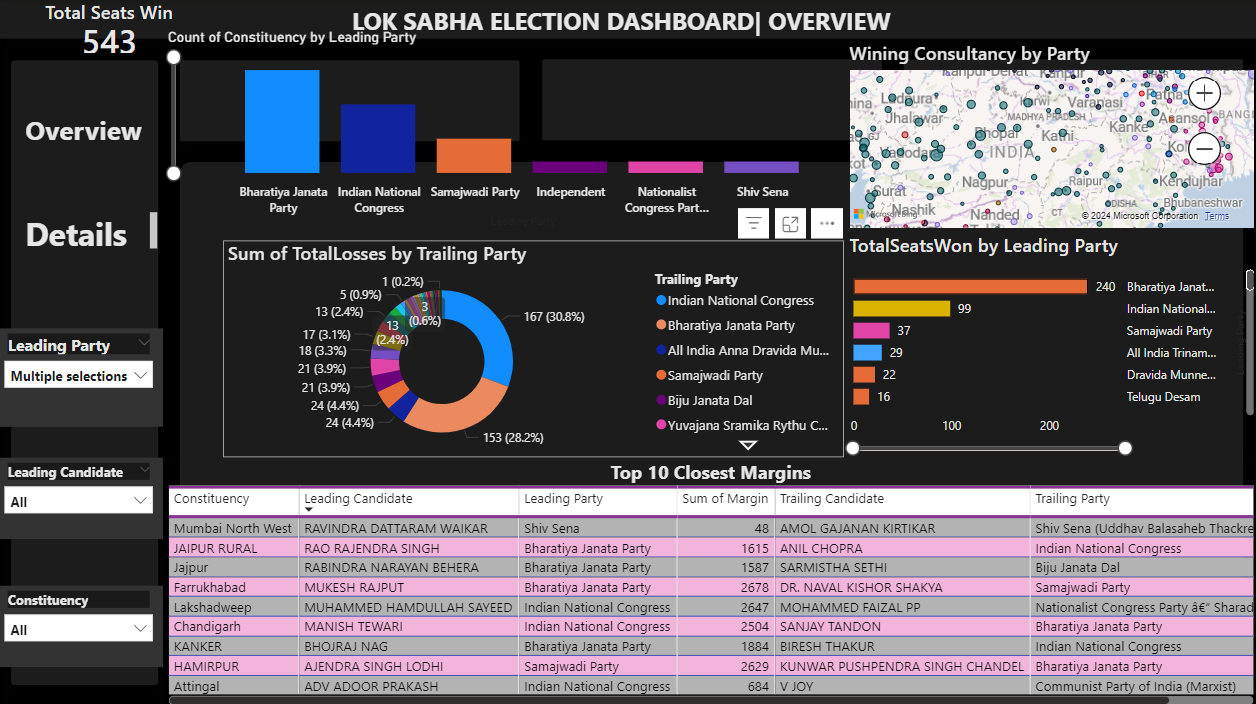 Total Seats Win
543
LOK SABHA ELECTION DASHBOARD| OVERVIEW
Count of Constituency by Leading Party
Bharatiya Janata Party
Indian National Congress
Samajwadi Party
Independent
Nationalist Congress Part...
Shiv Sena
Overview
Details
Leading Party
Multiple selections
Leading Candidate
All
Constituency
All
Wining Consultancy by Party
Kanpur
Jhalawar
Varanasi
Patna
MADHYA PRADESH
Asansol
Bhopal
Kathi
Kanke
INDIA
Raipur
Nagpur
Surat
Kendujhar
Nashik
Nanded
CT
ODISHA
Bhubaneshwar
Microsoft Bing
© 2024 Microsoft Corporation Terms
Sum of TotalLosses by Trailing Party
1 (0.2%)
5 (0.9%)
13 (2.4%)
17 (3.1%)
18 (3.3%)
21 (3.9%)
21 (3.9%)
24 (4.4%)
24 (4.4%)
3 (0.6%)
13 (2.4%)
167 (30.8%)
153 (28.2%)
Trailing Party
Indian National Congress
Bharatiya Janata Party
All India Anna Dravida Mu...
Samajwadi Party
Biju Janata Dal
Yuvajana Sramika Rythu C...
TotalSeatsWon by Leading Party
240 Bharatiya Janat...
99 Indian National...
37 Samajwadi Party
29 All India Trinam...
22 Dravida Munne...
16 Telugu Desam
0 100 200
Top 10 Closest Margins
Constituency Leading Candidate Leading Party Sum of Margin Trailing Candidate Trailing Party
Mumbai North West RAVINDRA DATTARAM WAIKAR Shiv Sena 48 AMOL GAJANAN KIRTIKAR Shiv Sena (Uddhav Balasaheb Thackre
JAIPUR RURAL RAO RAJENDRA SINGH Bharatiya Janata Party 1615 ANIL CHOPRA Indian National Congress
Jajpur RABINDRA NARAYAN BEHERA Bharatiya Janata Party 1587 SARMISTHA SETHI Biju Janata Dal
Farrukhabad MUKESH RAJPUT Bharatiya Janata Party 2678 DR. NAVAL KISHOR SHAKYA Samajwadi Party
Lakshadweep MUHAMMED HAMDULLAH SAYEED Indian National Congress 2647 MOHAMMED FAIZAL PP Nationalist Congress Party â€“ Sharad
Chandigarh MANISH TEWARI Indian National Congress 2504 SANJAY TANDON Bharatiya Janata Party
KANKER BHOJRAJ NAG Bharatiya Janata Party 1884 BIRESH THAKUR Indian National Congress
HAMIRPUR AJENDRA SINGH LODHI Samajwadi Party 2629 KUNWAR PUSHPENDRA SINGH CHANDEL Bharatiya Janata Party
Attingal ADV ADOOR PRAKASH Indian National Congress 684 V JOY Communist Party of India (Marxist)